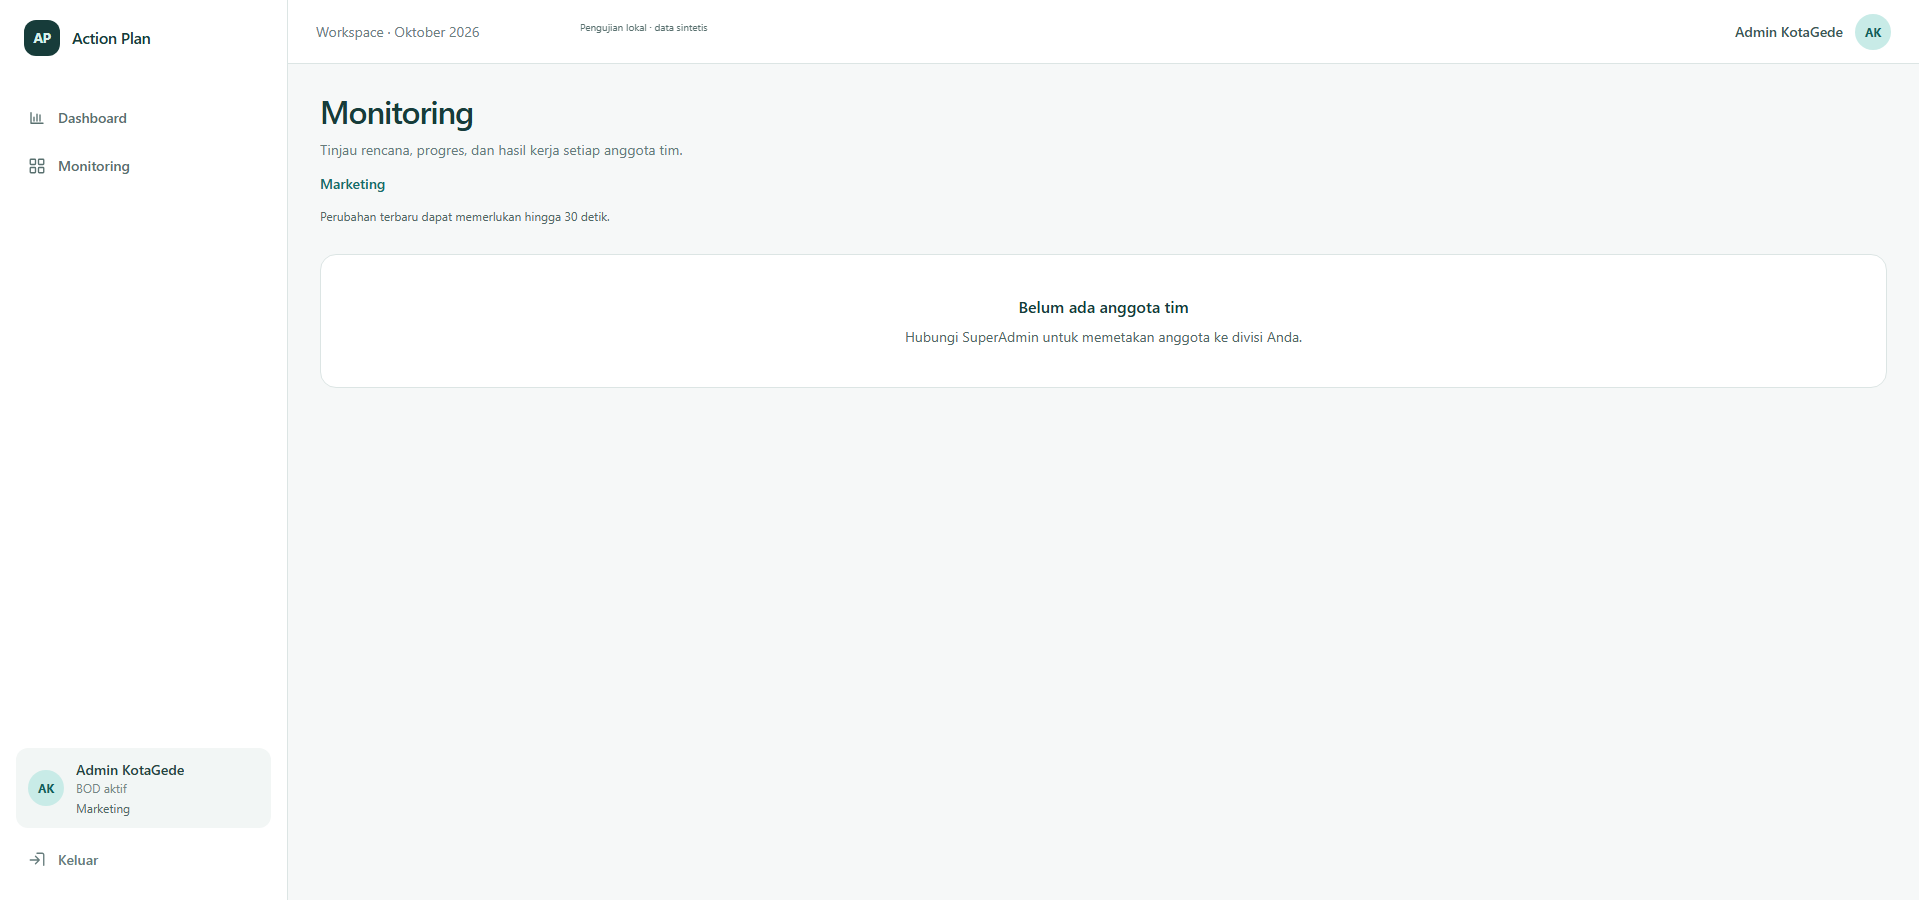 AP Action Plan
Dashboard
Monitoring
Admin KotaGede
AK
BOD aktif
Marketing
Keluar
Workspace · Oktober 2026
Pengujian lokal · data sintetis
Admin KotaGede AK
Monitoring
Tinjau rencana, progres, dan hasil kerja setiap anggota tim.
Marketing
Perubahan terbaru dapat memerlukan hingga 30 detik.
Belum ada anggota tim
Hubungi SuperAdmin untuk memetakan anggota ke divisi Anda.